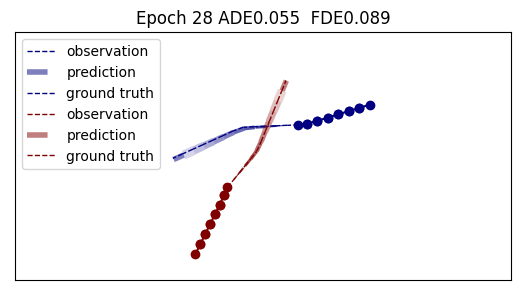 Epoch 28 ADE0.055  FDE0.089
observation
prediction
ground truth
observation
prediction
ground truth